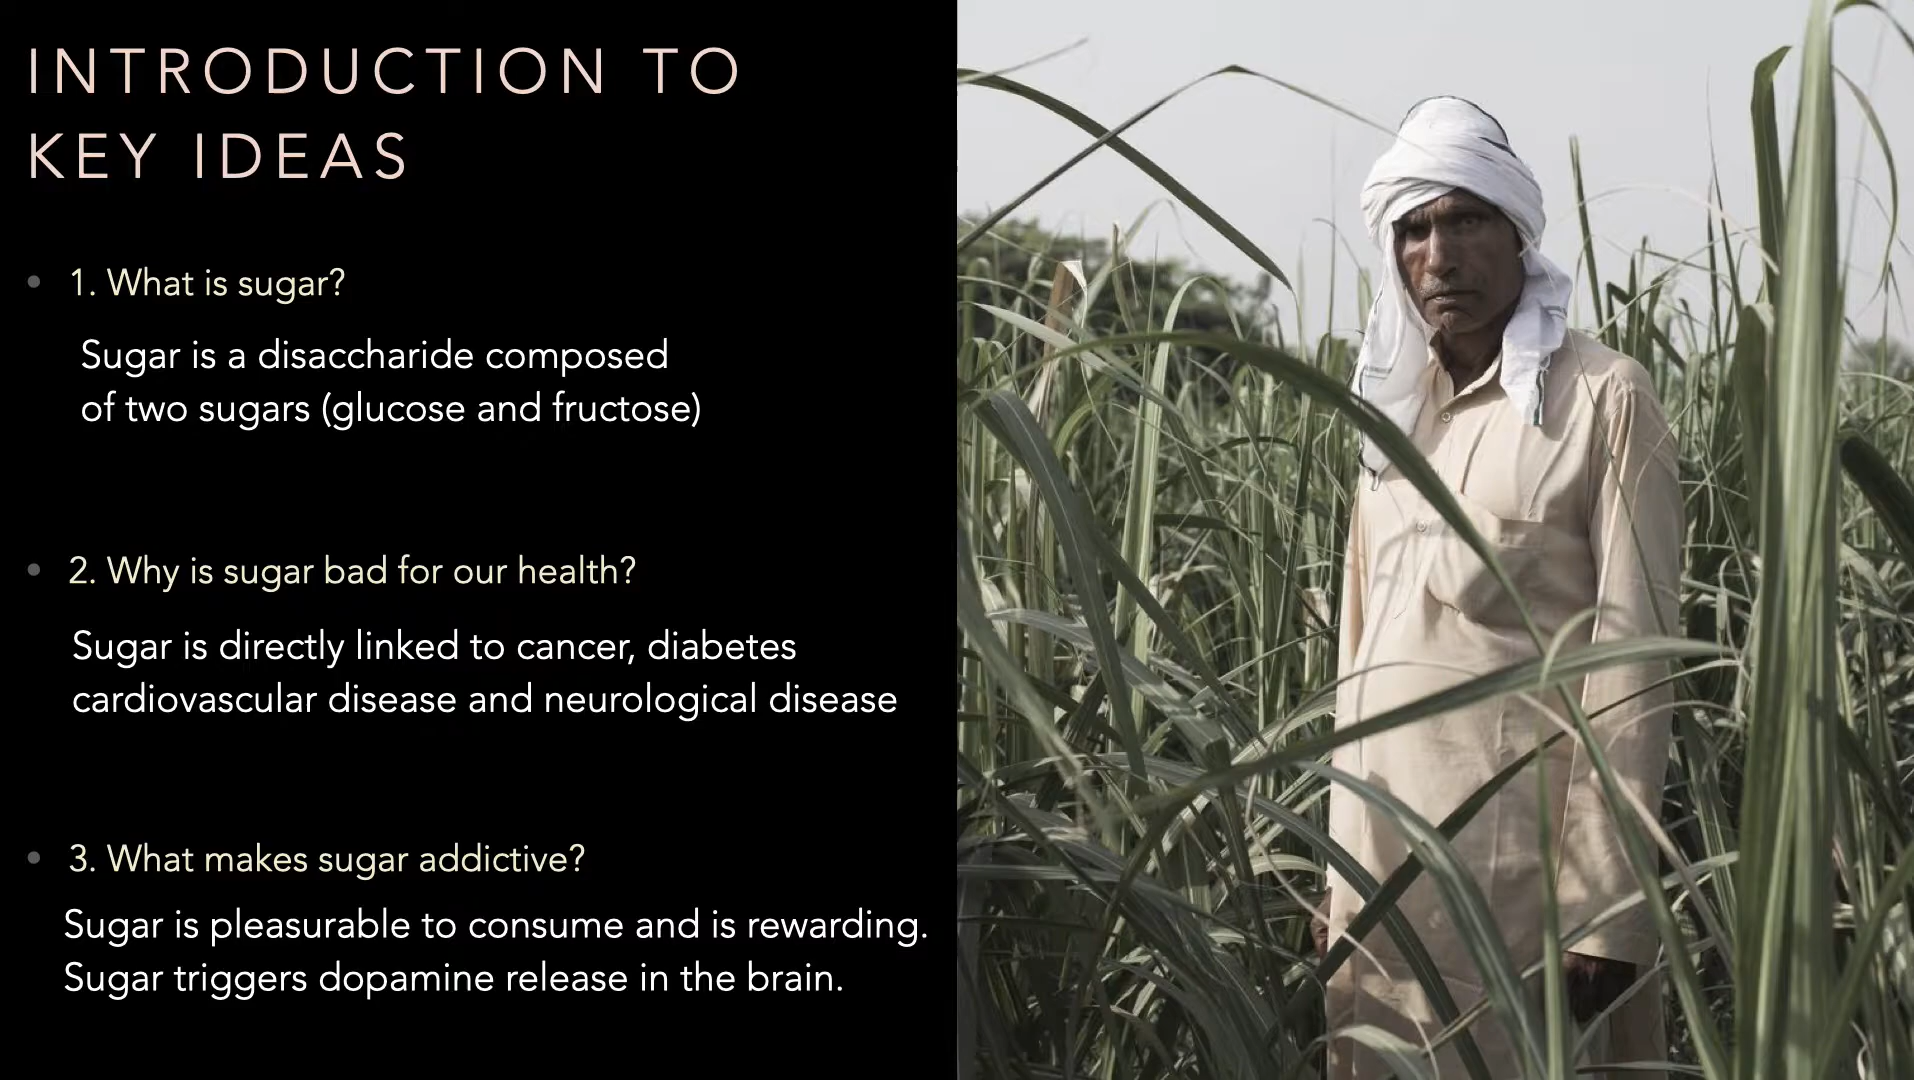 INTRODUCTION TO
KEY IDEAS
• 1. What is sugar?
Sugar is a disaccharide composed
of two sugars (glucose and fructose)
• 2. Why is sugar bad for our health?
Sugar is directly linked to cancer, diabetes
cardiovascular disease and neurological disease
• 3. What makes sugar addictive?
Sugar is pleasurable to consume and is rewarding.
Sugar triggers dopamine release in the brain.